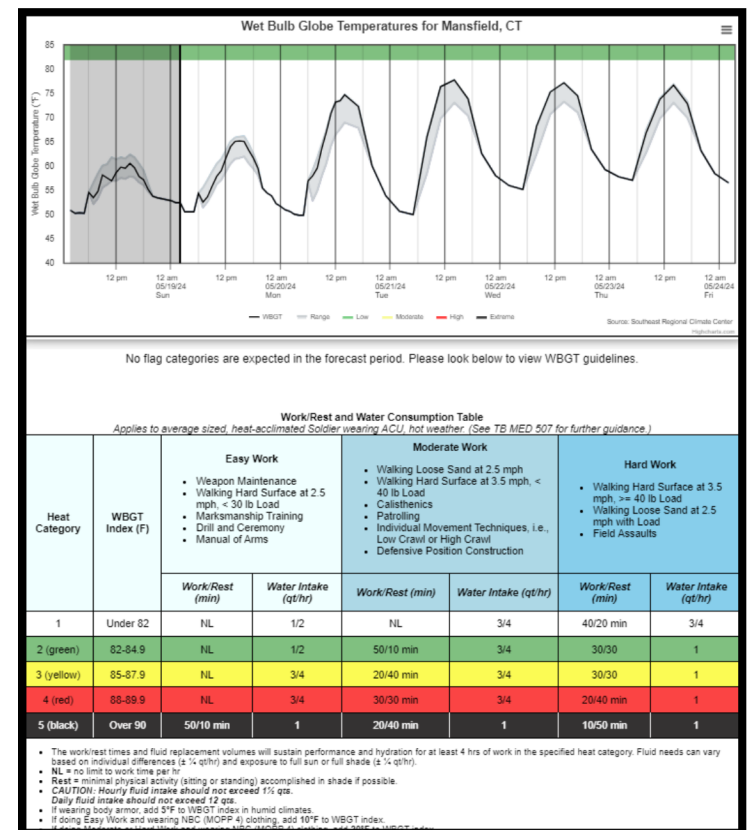 Wet Bulb Globe Temperatures for Mansfield, CT
Wet Bulb Globe Temperature (°F)
85
80
75
70
65
60
55
50
45
40
12 pm
12 am
05/19/24
Sun
12 pm
12 am
05/20/24
Mon
12 pm
12 am
05/21/24
Tue
12 pm
12 am
05/22/24
Wed
12 pm
12 am
05/23/24
Thu
12 pm
12 am
05/24/24
Fri
WBGT Range Low Moderate High Extreme
Source: Southeast Regional Climate Center
Highcharts.com
No flag categories are expected in the forecast period. Please look below to view WBGT guidelines.
Work/Rest and Water Consumption Table
Applies to average sized, heat-acclimated Soldier wearing ACU, hot weather. (See TB MED 507 for further guidance.)
Heat
Category
WBGT
Index (F)
Easy Work
• Weapon Maintenance
• Walking Hard Surface at 2.5
mph, < 30 lb Load
• Marksmanship Training
• Drill and Ceremony
• Manual of Arms
Moderate Work
• Walking Loose Sand at 2.5 mph
• Walking Hard Surface at 3.5 mph, <
40 lb Load
• Calisthenics
• Patrolling
• Individual Movement Techniques, i.e.,
Low Crawl or High Crawl
• Defensive Position Construction
Hard Work
• Walking Hard Surface at 3.5
mph, >= 40 lb Load
• Walking Loose Sand at 2.5
mph with Load
• Field Assaults
Work/Rest
(min)
Water Intake
(qt/hr)
Work/Rest (min)
Water Intake (qt/hr)
Work/Rest
(min)
Water Intake
(qt/hr)
1 Under 82 NL 1/2 NL 3/4 40/20 min 3/4
2 (green) 82-84.9 NL 1/2 50/10 min 3/4 30/30 1
3 (yellow) 85-87.9 NL 3/4 20/40 min 3/4 30/30 1
4 (red) 88-89.9 NL 3/4 30/30 min 3/4 20/40 min 1
5 (black) Over 90 50/10 min 1 20/40 min 1 10/50 min 1
• The work/rest times and fluid replacement volumes will sustain performance and hydration for at least 4 hrs of work in the specified heat category. Fluid needs can vary
based on individual differences (± ¼ qt/hr) and exposure to full sun or full shade (± ¼ qt/hr).
• NL = no limit to work time per hr
• Rest = minimal physical activity (sitting or standing) accomplished in shade if possible.
• CAUTION: Hourly fluid intake should not exceed 1½ qts.
Daily fluid intake should not exceed 12 qts.
• If wearing body armor, add 5°F to WBGT index in humid climates.
• If doing Easy Work and wearing NBC (MOPP 4) clothing, add 10°F to WBGT index.
• If doing Moderate or Hard Work and wearing NBC (MOPP 4) clothing, add 20°F to WBGT index